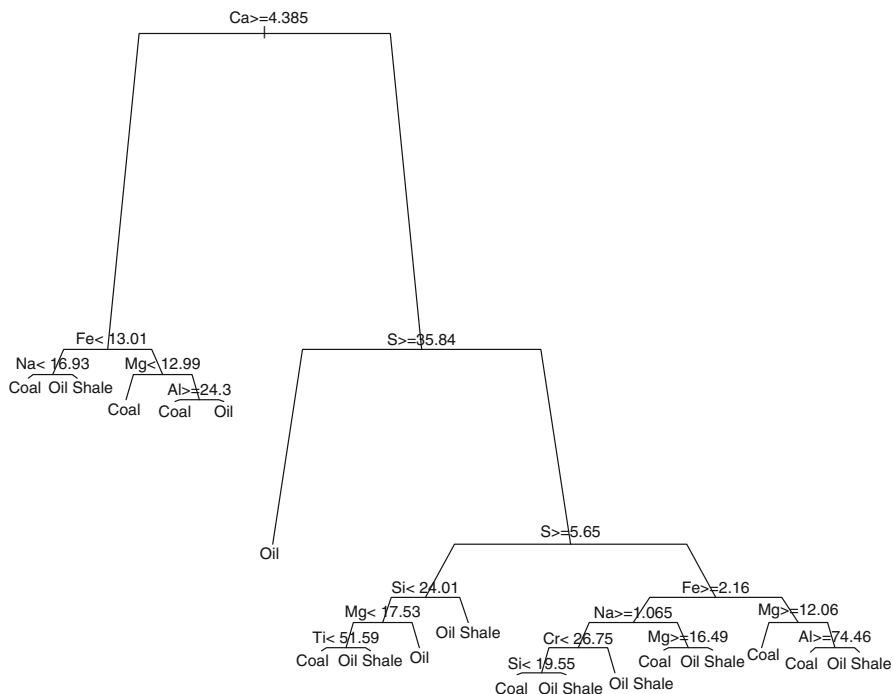 Ca>=4.385
Fe< 13.01
S>=35.84
Na< 16.93
Mg< 12.99
Coal
Oil Shale
Al>=24.3
Coal
Coal
Oil
S>=5.65
Oil
Si< 24.01
Fe>=2.16
Mg< 17.53
Na>=1.065
Mg>=12.06
Oil Shale
Ti< 51.59
Cr< 26.75
Mg>=16.49
Al>=74.46
Coal
Oil Shale
Oil
Coal
Oil Shale
Coal
Coal
Oil Shale
Si< 19.55
Oil Shale
Coal
Oil Shale